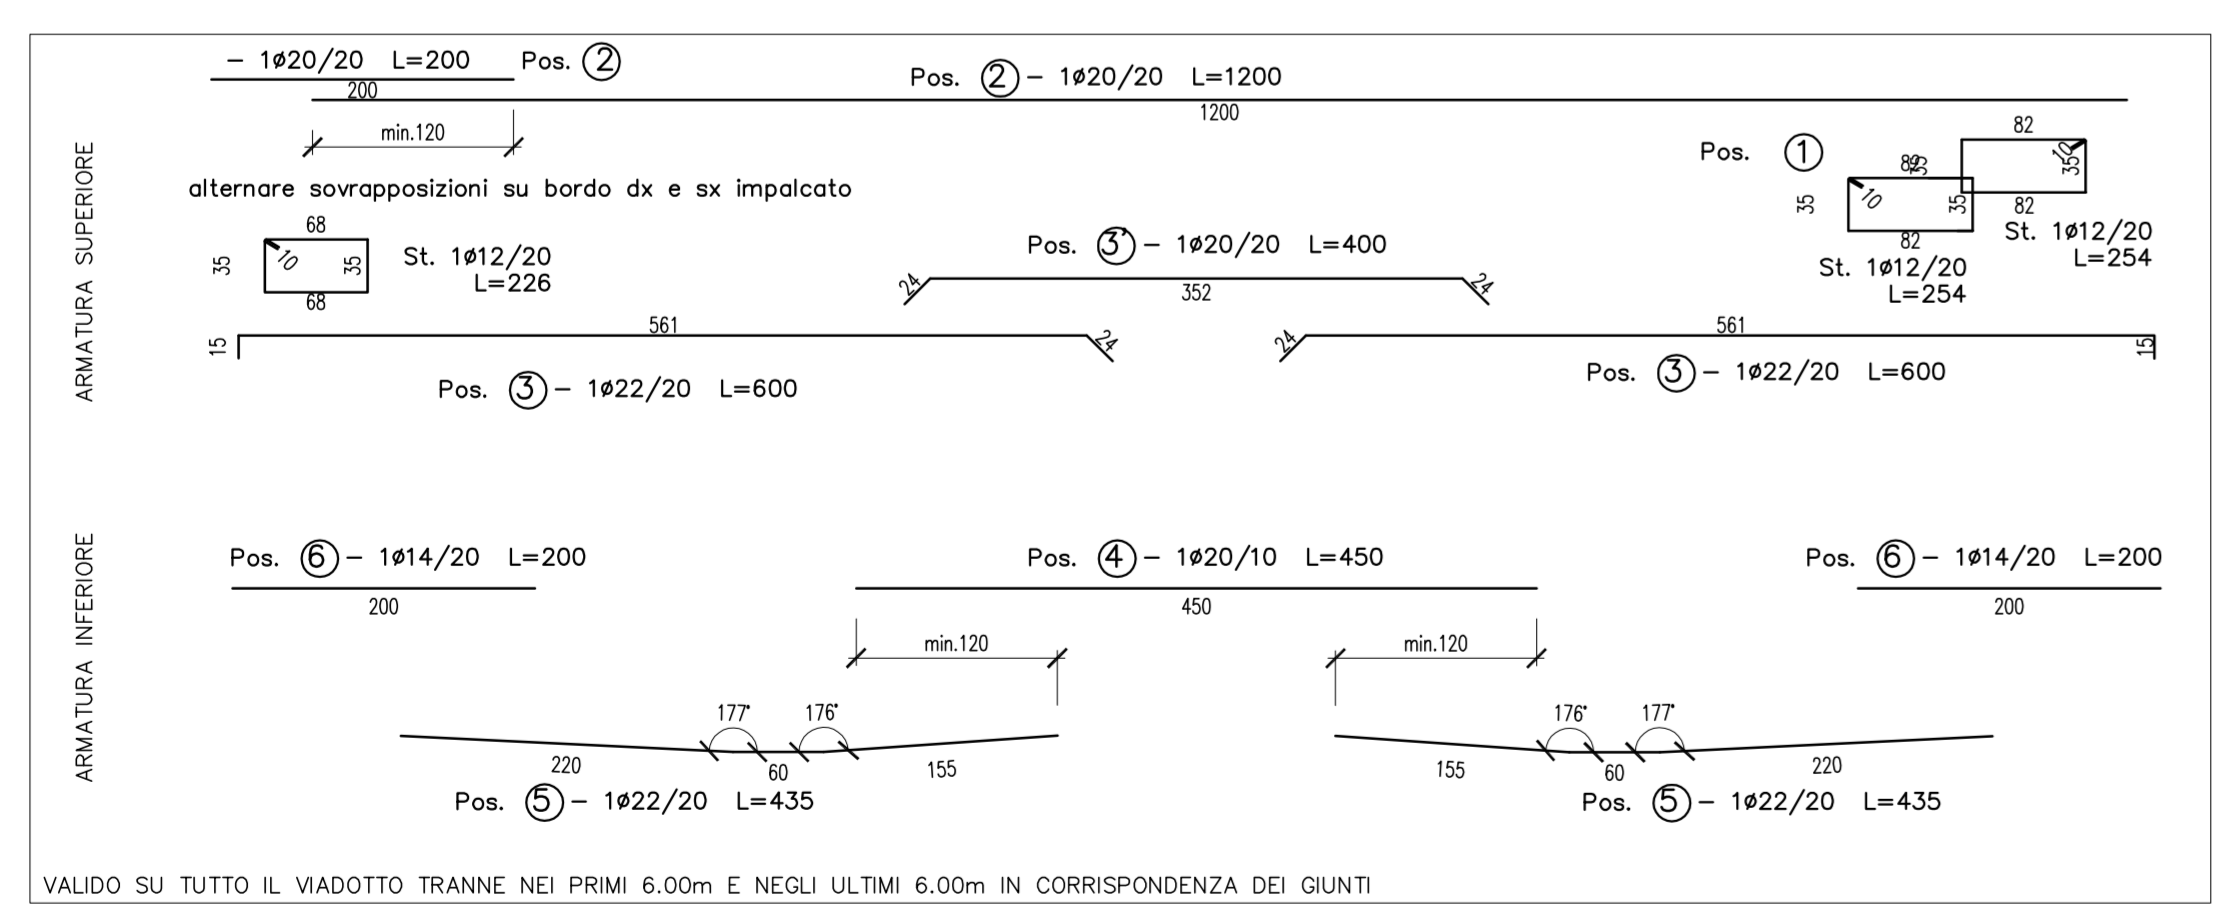 - 1ø20/20 L=200 Pos. 2
200
min.120
alternare sovrapposizioni su bordo dx e sx impalcato
Pos. 2 - 1ø20/20 L=1200
1200
ARMATURA SUPERIORE
Pos. 1
82
35
10
82
St. 1ø12/20
L=254
35
10
35
82
St. 1ø12/20
L=254
68
35
10
35
68
St. 1ø12/20
L=226
Pos. 3' - 1ø20/20 L=400
24
352
24
15
561
24
Pos. 3 - 1ø22/20 L=600
24
561
15
Pos. 3 - 1ø22/20 L=600
ARMATURA INFERIORE
Pos. 6 - 1ø14/20 L=200
200
Pos. 4 - 1ø20/10 L=450
450
Pos. 6 - 1ø14/20 L=200
200
min.120
min.120
177°
176°
220
60
155
Pos. 5 - 1ø22/20 L=435
176°
177°
155
60
220
Pos. 5 - 1ø22/20 L=435
VALIDO SU TUTTO IL VIADOTTO TRANNE NEI PRIMI 6.00m E NEGLI ULTIMI 6.00m IN CORRISPONDENZA DEI GIUNTI